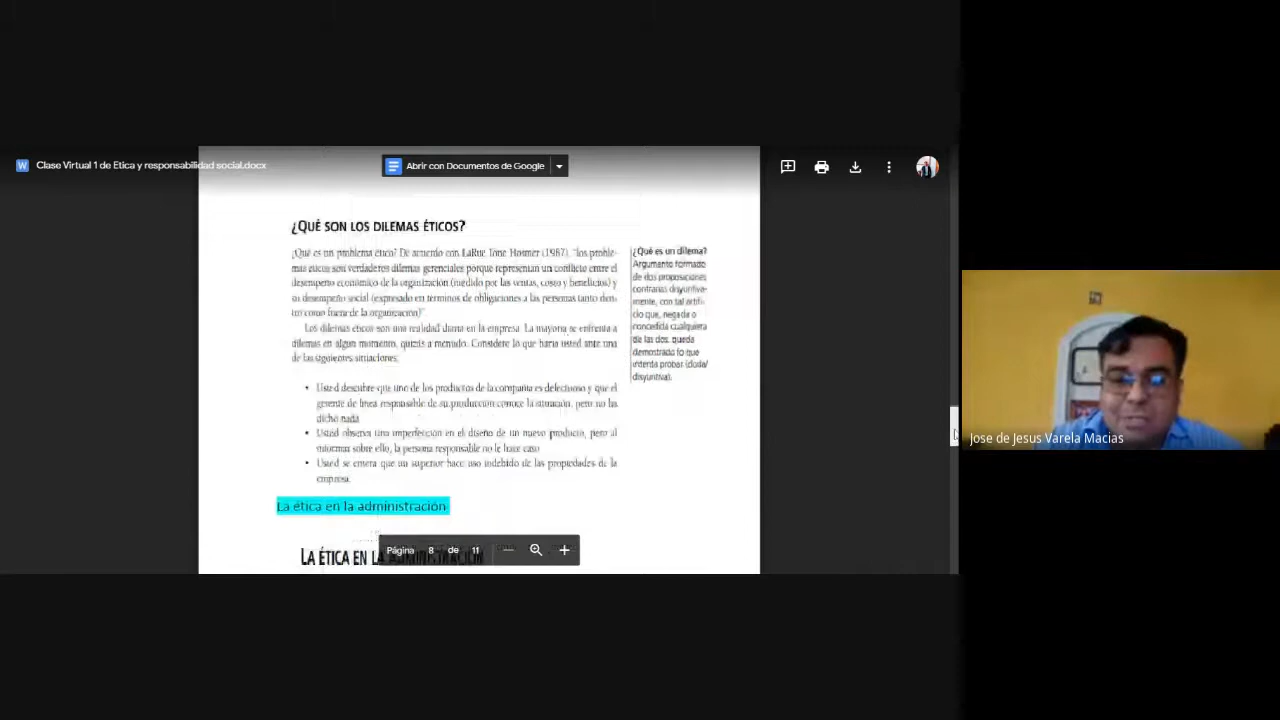 Clase Virtual 1 de Etica y responsabilidad social.docx
Abrir con Documentos de Google
¿QUÉ SON LOS DILEMAS ÉTICOS?
¿Qué es un problema ético? De acuerdo con LaRue Tone Hosmer (1987), "los proble-
mas éticos son verdaderos dilemas gerenciales porque representan un conflicto entre el
desempeño económico de la organización (medido por las ventas, costo y beneficios) y
su desempeño social (expresado en términos de obligaciones a las personas tanto den-
tro como fuera de la organización)"
Los dilemas éticos son una realidad diaria en la empresa. La mayoría se enfrenta a
dilemas en algún momento, quizás a menudo. Considere lo que haría usted ante una
de las siguientes situaciones:
• Usted descubre que uno de los productos de la compañía es defectuoso y que el
gerente de línea responsable de su producción conoce la situación, pero no ha
dicho nada
• Usted observa una imperfección en el diseño de un nuevo producto, pero al
informar sobre ello, la persona responsable no le hace caso
• Usted se entera que un superior hace uso indebido de las propiedades de la
empresa.
¿Qué es un dilema?
Argumento formado
de dos proposiciones
contrarias disyuntiva-
mente, con tal artifi-
cio que, negada o
concedida cualquiera
de las dos, queda
demostrado lo que
intenta probar (duda/
disyuntiva).
La ética en la administración
LA ÉTICA EN LA ADMINISTRACIÓN
Página 8 de 11
Jose de Jesus Varela Macias